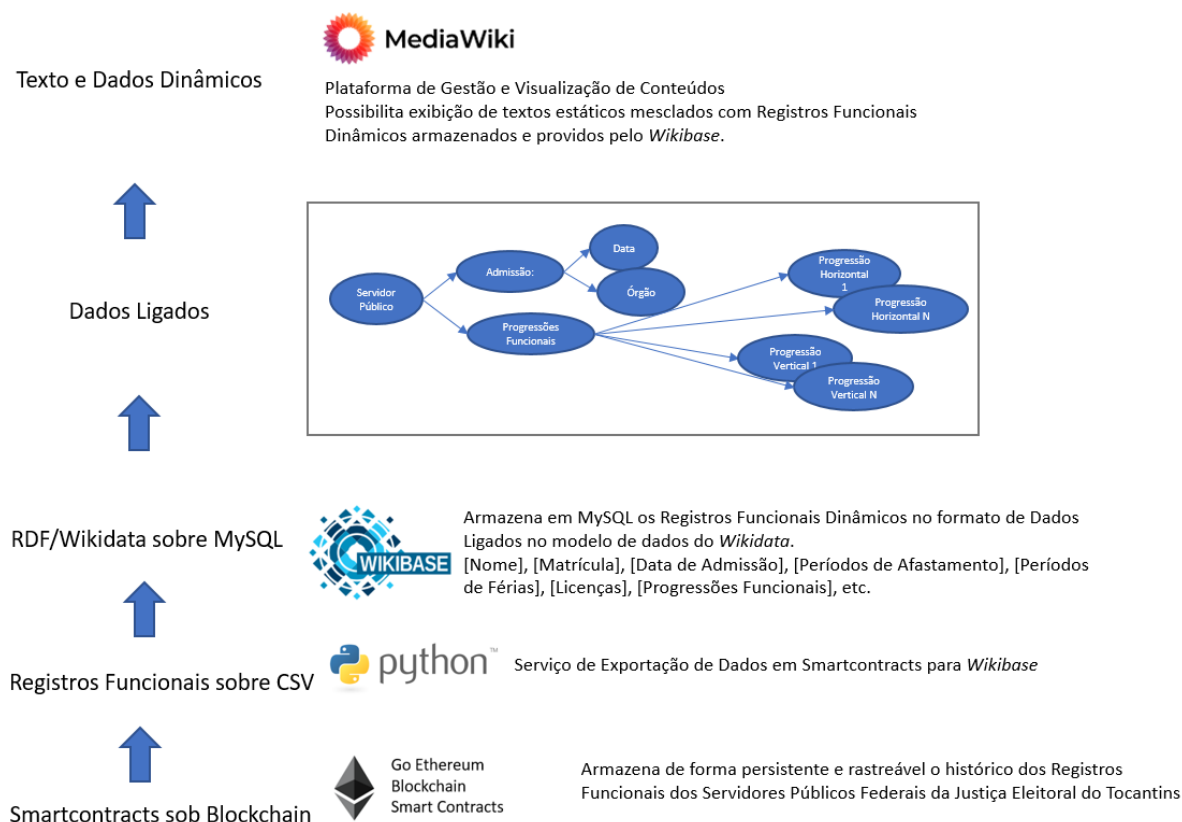 MediaWiki
Texto e Dados Dinâmicos
Plataforma de Gestão e Visualização de Conteúdos
Possibilita exibição de textos estáticos mesclados com Registros Funcionais
Dinâmicos armazenados e providos pelo Wikibase.
Dados Ligados
Servidor
Público
Admissão:
Data
Órgão
Progressões
Funcionais
Progressão
Horizontal
1
Progressão
Horizontal N
Progressão
Vertical 1
Progressão
Vertical N
RDF/Wikidata sobre MySQL
WIKIBASE
Armazena em MySQL os Registros Funcionais Dinâmicos no formato de Dados
Ligados no modelo de dados do Wikidata.
[Nome], [Matrícula], [Data de Admissão], [Períodos de Afastamento], [Períodos
de Férias], [Licenças], [Progressões Funcionais], etc.
Registros Funcionais sobre CSV
python™
Serviço de Exportação de Dados em Smartcontracts para Wikibase
Smartcontracts sob Blockchain
Go Ethereum
Blockchain
Smart Contracts
Armazena de forma persistente e rastreável o histórico dos Registros
Funcionais dos Servidores Públicos Federais da Justiça Eleitoral do Tocantins